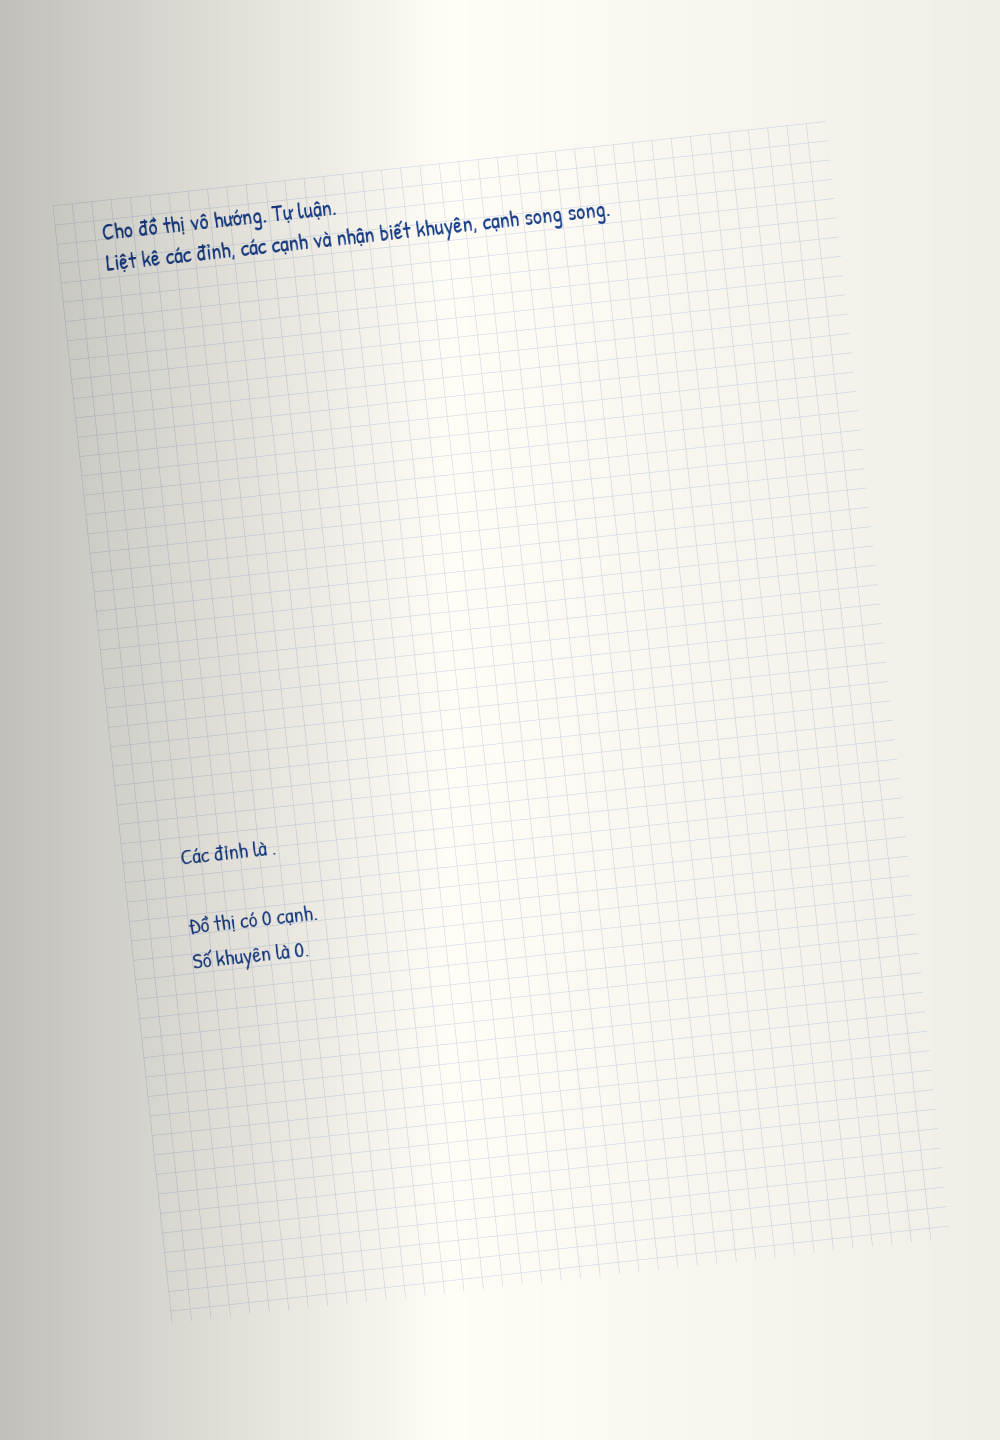 Cho đồ thị vô hướng. Tự luận.
Liệt kê các đỉnh, các cạnh và nhận biết khuyên, cạnh song song.
Các đỉnh là .
Đồ thị có 0 cạnh.
Số khuyên là 0.